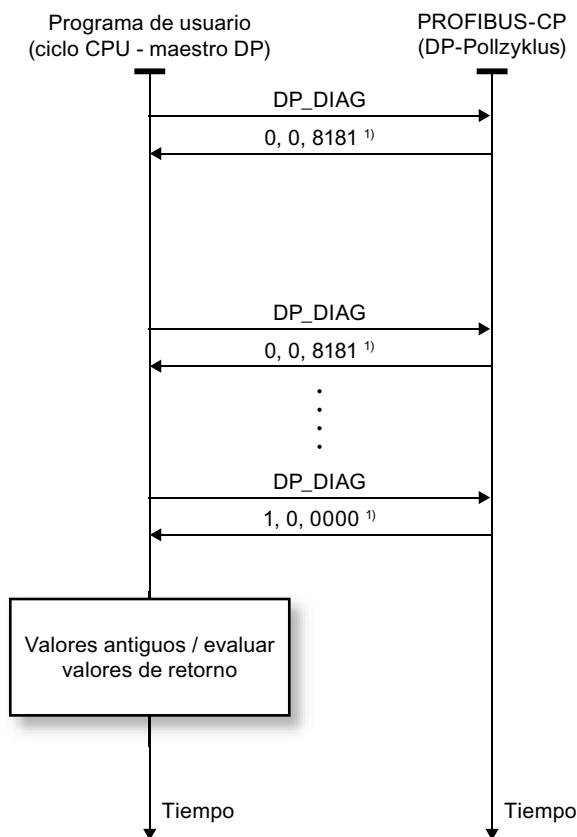 Programa de usuario
(ciclo CPU - maestro DP)
PROFIBUS-CP
(DP-Pollzyklus)
DP_DIAG
0, 0, 8181 1)
DP_DIAG
0, 0, 8181 1)
DP_DIAG
1, 0, 0000 1)
Valores antiguos / evaluar
valores de retorno
Tiempo
Tiempo